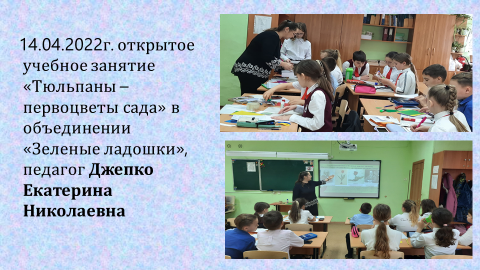 14.04.2022г. открытое
учебное занятие
«Тюльпаны –
первоцветы сада» в
объединении
«Зеленые ладошки»,
педагог Джепко
Екатерина
Николаевна